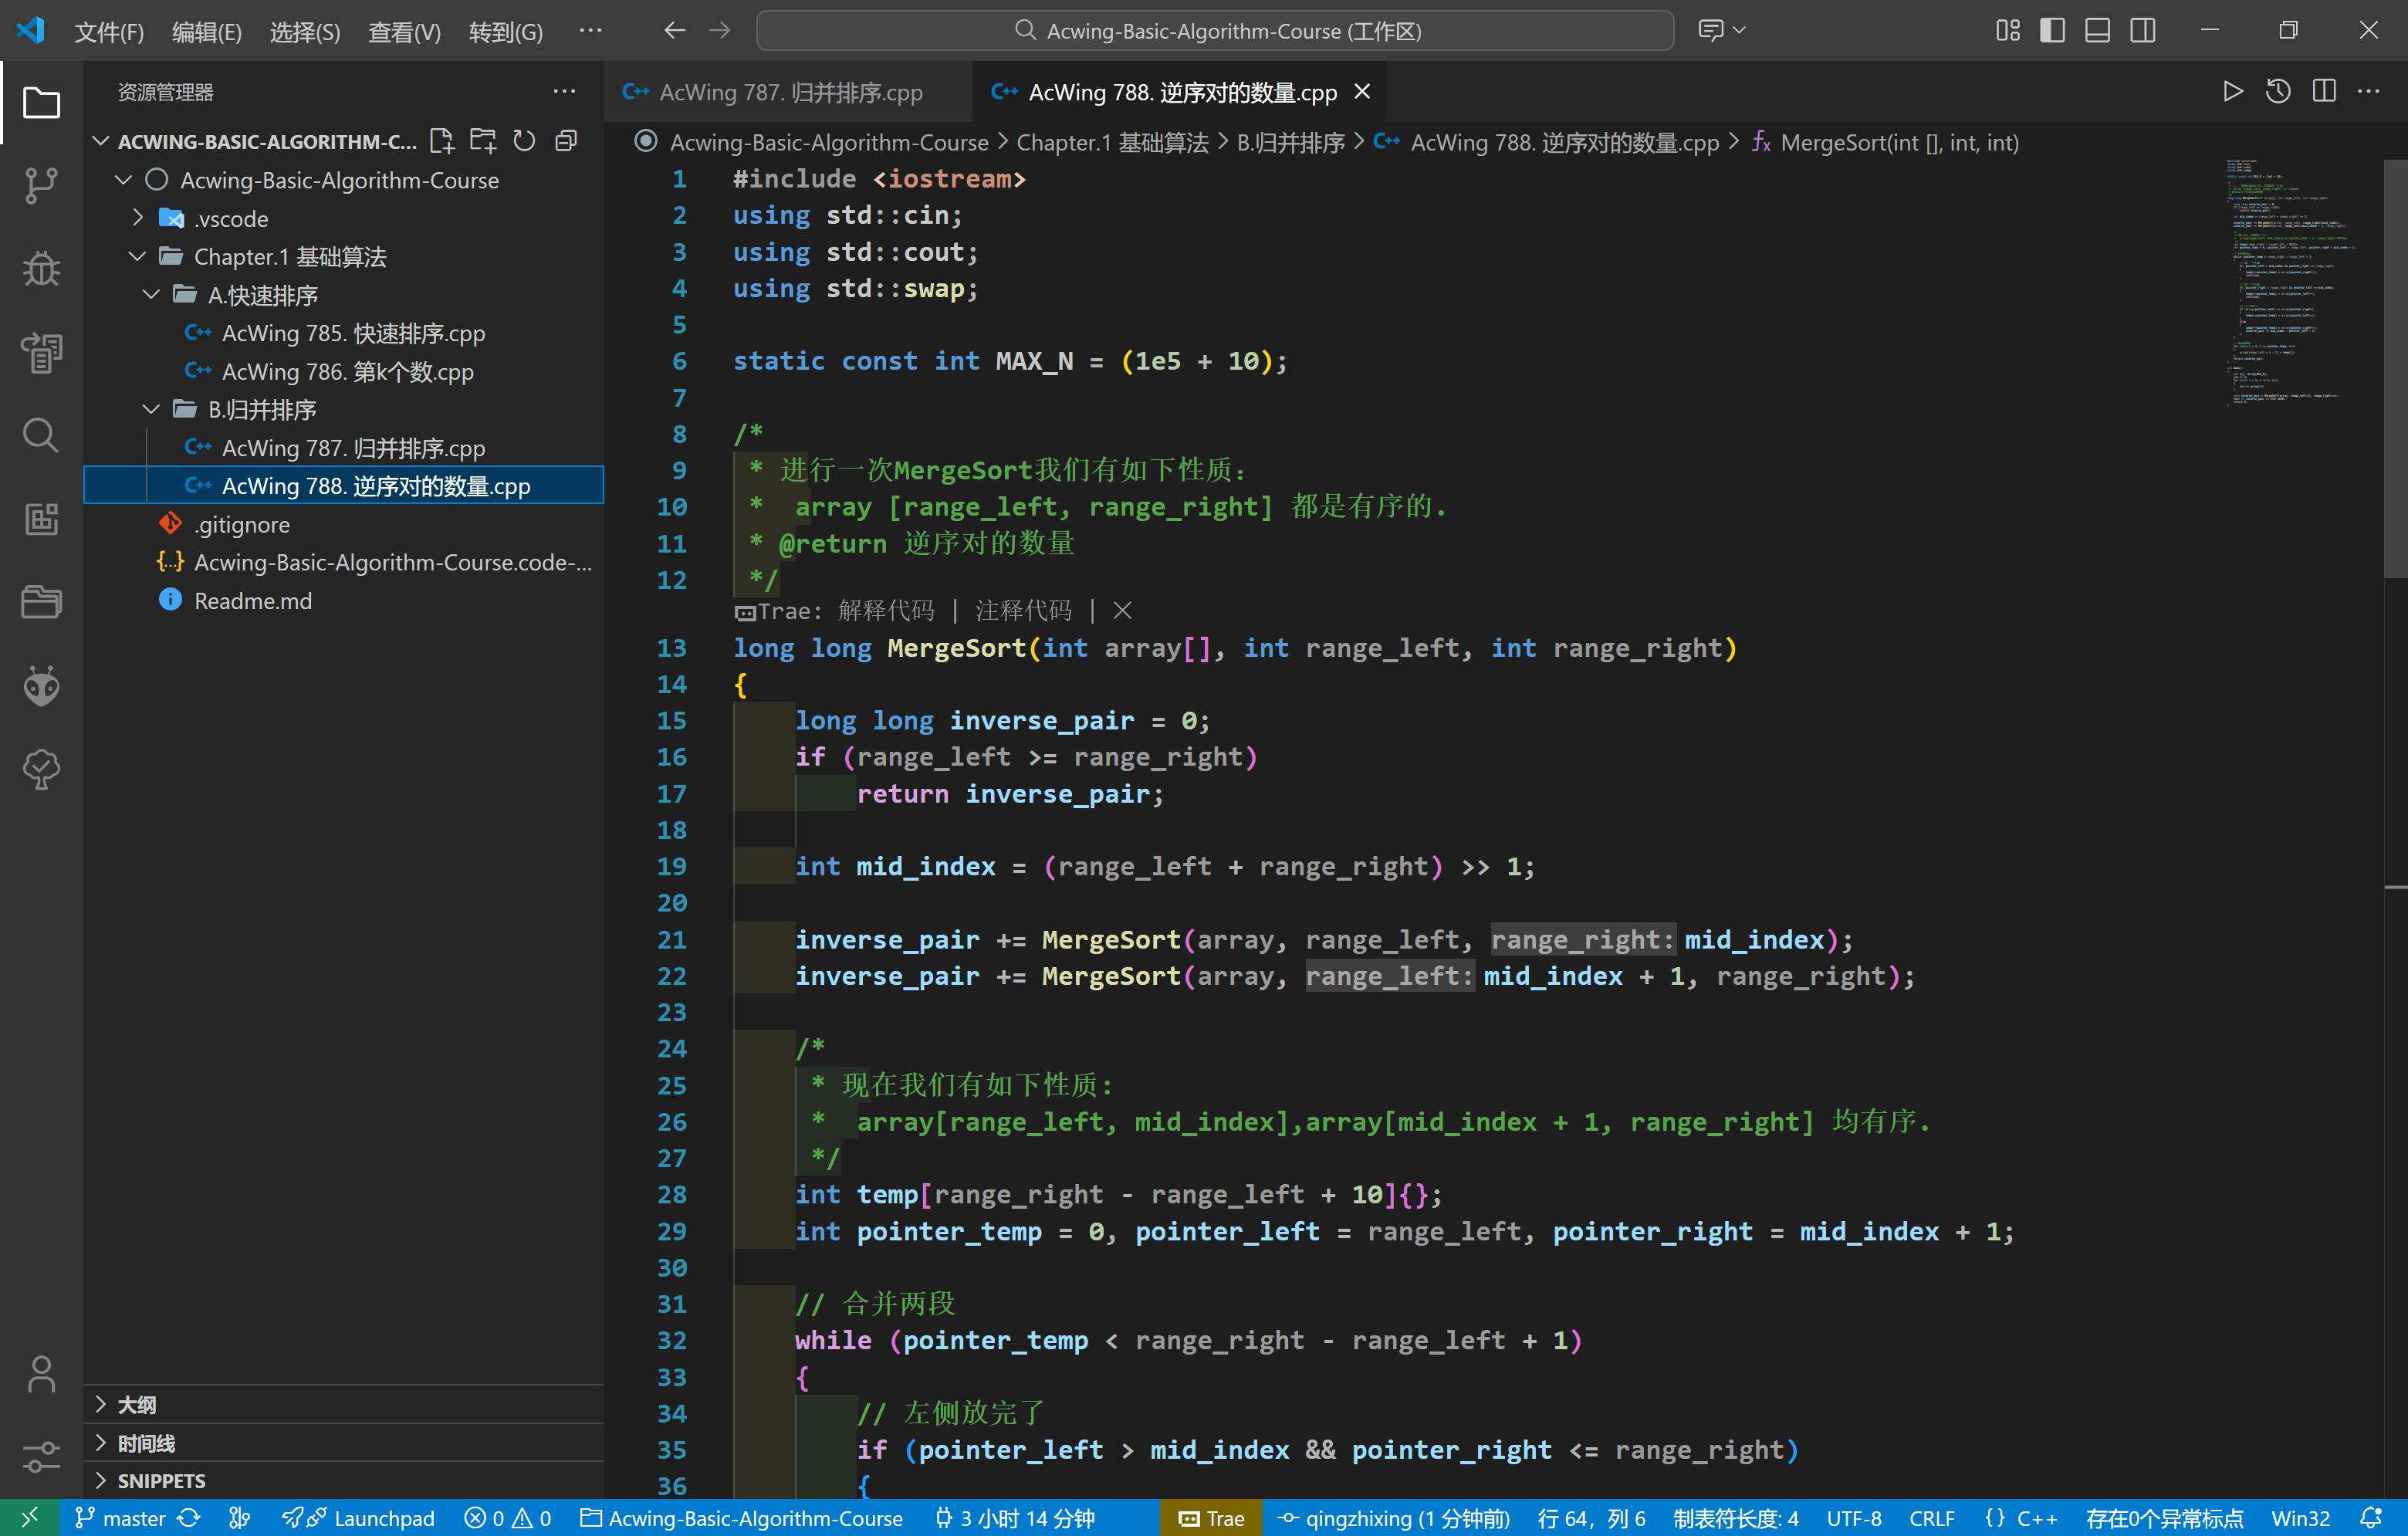 文件(F) 编辑(E) 选择(S) 查看(V) 转到(G) ··· Acwing-Basic-Algorithm-Course (工作区)
资源管理器
ACWING-BASIC-ALGORITHM-C...
Acwing-Basic-Algorithm-Course
.vscode
Chapter.1 基础算法
A.快速排序
C++ AcWing 785. 快速排序.cpp
C++ AcWing 786. 第k个数.cpp
B.归并排序
C++ AcWing 787. 归并排序.cpp
C++ AcWing 788. 逆序对的数量.cpp
.gitignore
{...} Acwing-Basic-Algorithm-Course.code-...
Readme.md
大纲
时间线
SNIPPETS
C++ AcWing 787. 归并排序.cpp C++ AcWing 788. 逆序对的数量.cpp
Acwing-Basic-Algorithm-Course > Chapter.1 基础算法 > B.归并排序 > C++ AcWing 788. 逆序对的数量.cpp > MergeSort(int [], int, int)
1 #include <iostream>
2 using std::cin;
3 using std::cout;
4 using std::swap;
5
6 static const int MAX_N = (1e5 + 10);
7
8 /*
9 * 进行一次MergeSort我们有如下性质:
10 * array [range_left, range_right] 都是有序的.
11 * @return 逆序对的数量
12 */
Trae: 解释代码 | 注释代码 |
13 long long MergeSort(int array[], int range_left, int range_right)
14 {
15 long long inverse_pair = 0;
16 if (range_left >= range_right)
17 return inverse_pair;
18
19 int mid_index = (range_left + range_right) >> 1;
20
21 inverse_pair += MergeSort(array, range_left, range_right: mid_index);
22 inverse_pair += MergeSort(array, range_left: mid_index + 1, range_right);
23
24 /*
25 * 现在我们有如下性质:
26 * array[range_left, mid_index],array[mid_index + 1, range_right] 均有序.
27 */
28 int temp[range_right - range_left + 10]{};
29 int pointer_temp = 0, pointer_left = range_left, pointer_right = mid_index + 1;
30
31 // 合并两段
32 while (pointer_temp < range_right - range_left + 1)
33 {
34 // 左侧放完了
35 if (pointer_left > mid_index && pointer_right <= range_right)
36 {
master Launchpad 0 0 Acwing-Basic-Algorithm-Course 3 小时 14 分钟 Trae qingzhixing (1 分钟前) 行 64, 列 6 制表符长度: 4 UTF-8 CRLF {} C++ 存在0个异常标点 Win32